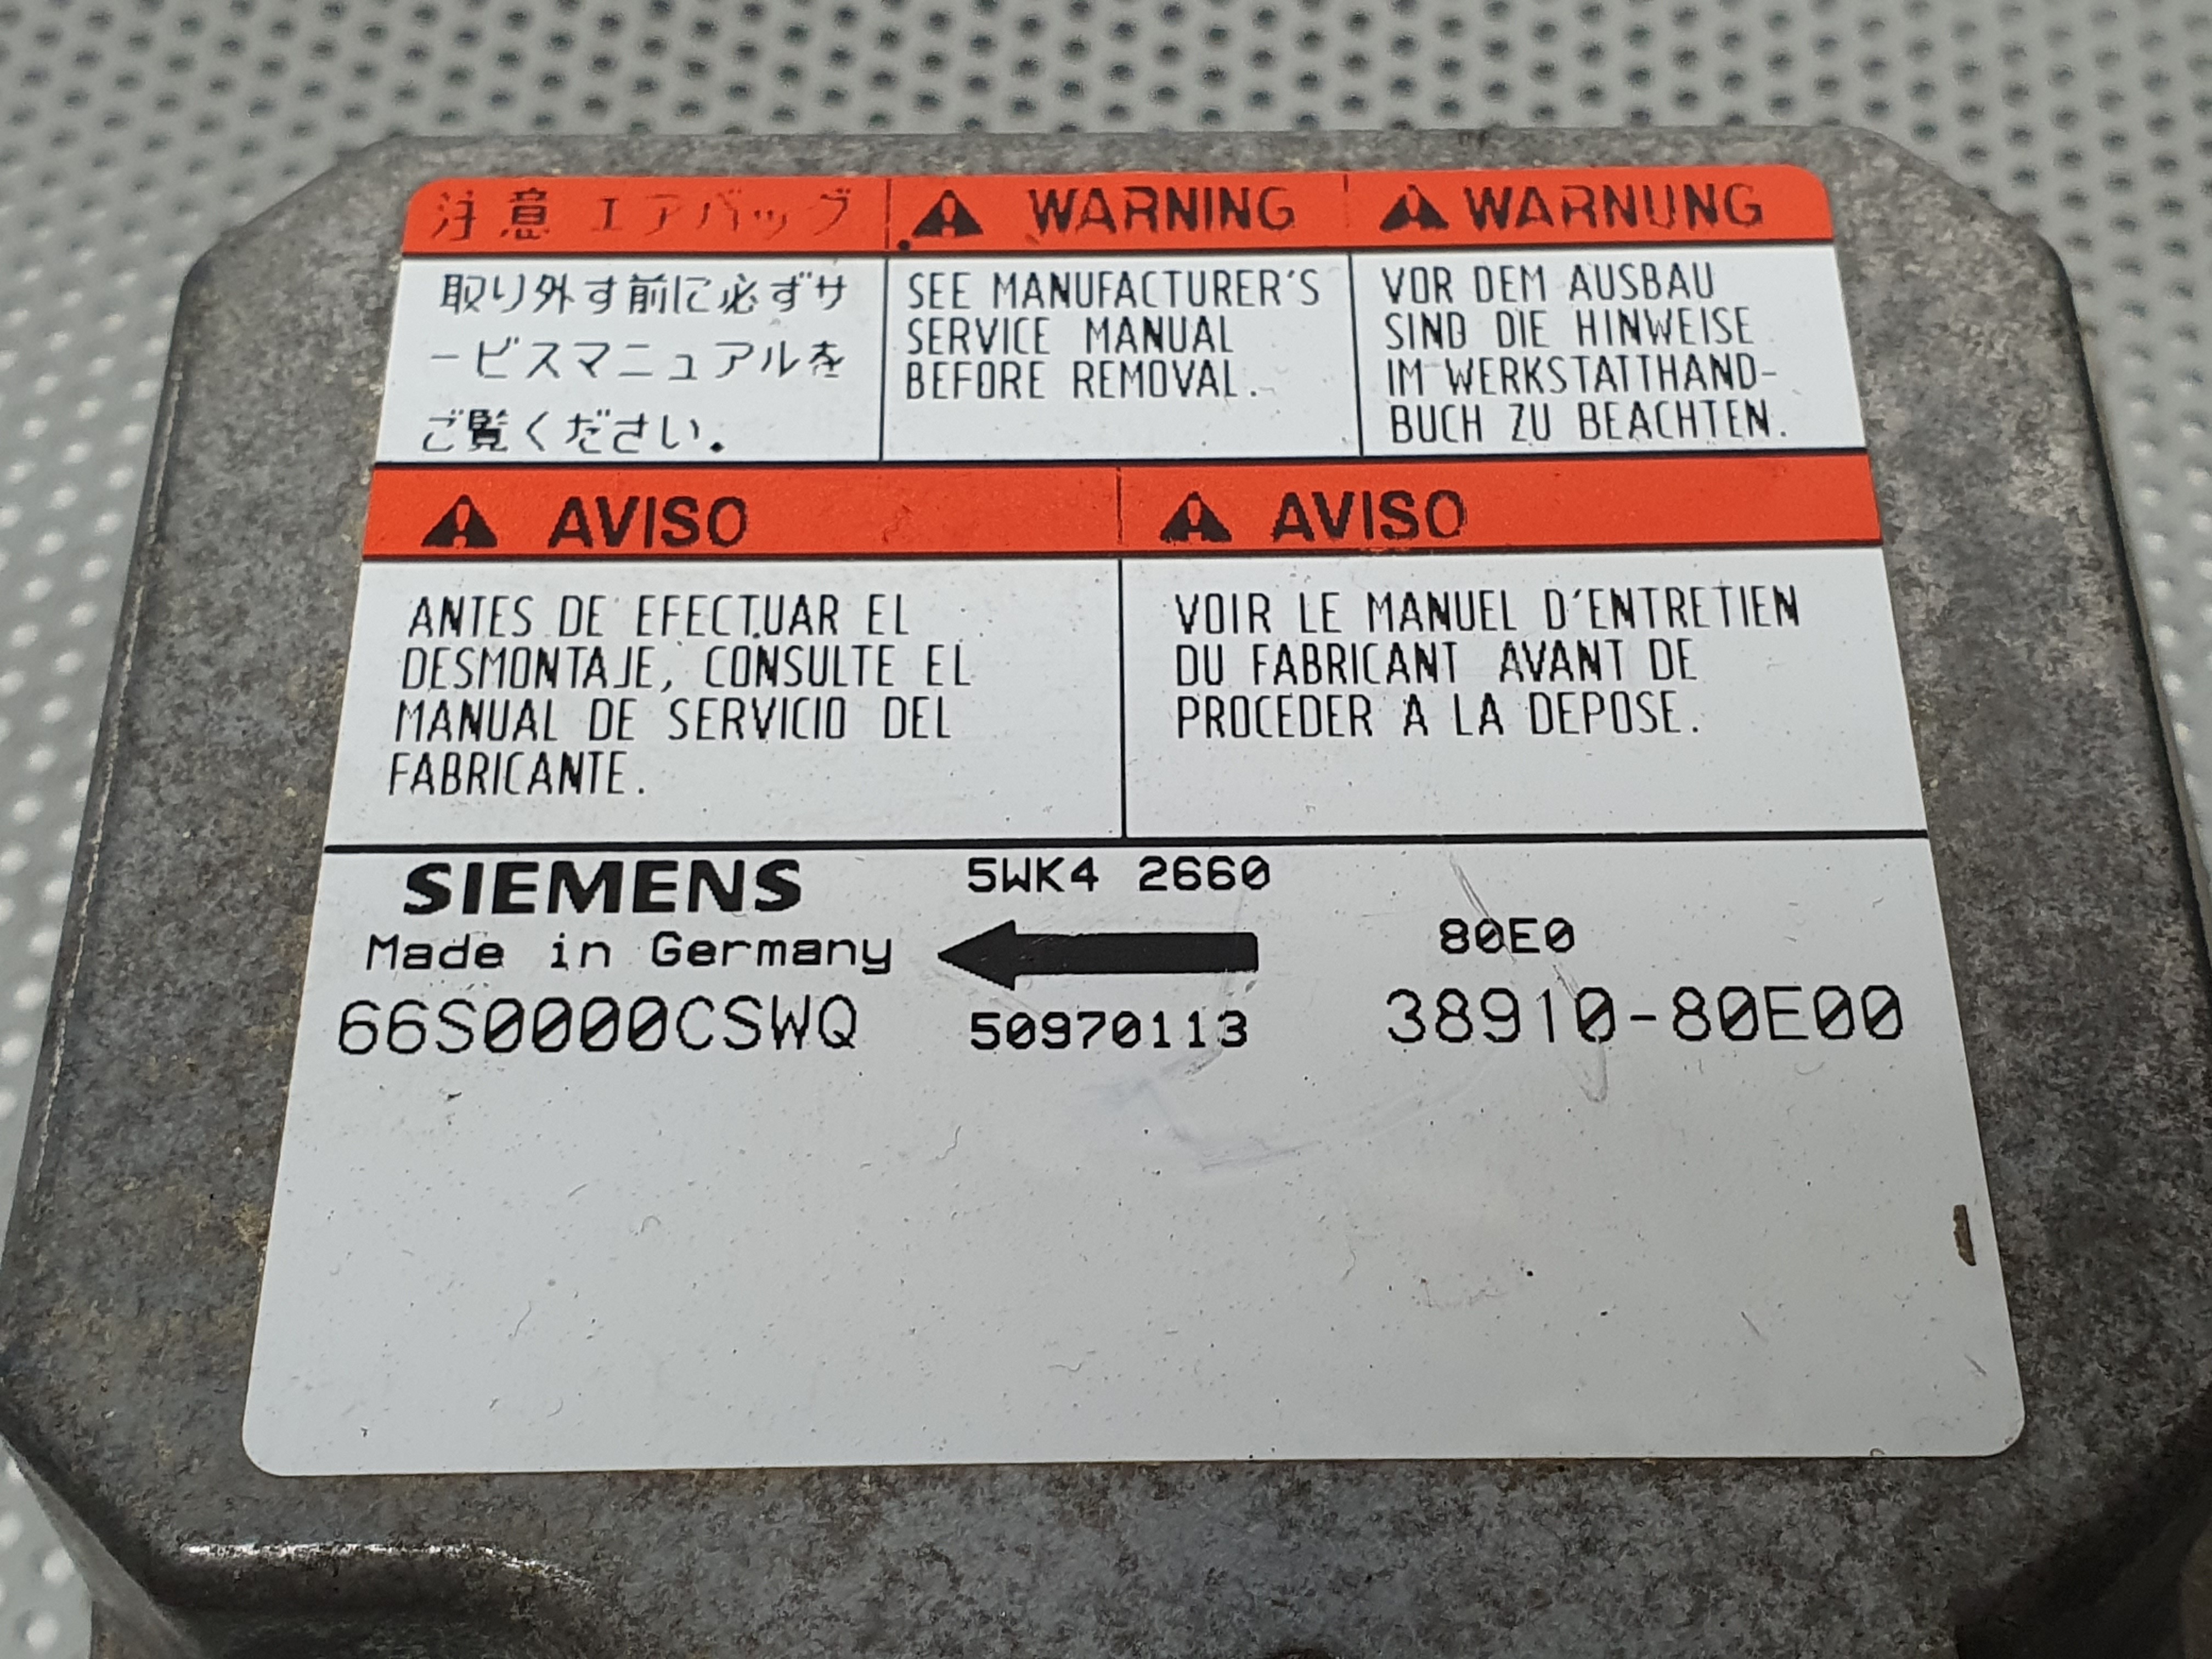 注意 エアバッグ
取り外す前に必ずサ
ービスマニュアルを
ご覧ください.
WARNING
SEE MANUFACTURER'S
SERVICE MANUAL
BEFORE REMOVAL.
WARNUNG
VOR DEM AUSBAU
SIND DIE HINWEISE
IM WERKSTATTHAND-
BUCH ZU BEACHTEN.
AVISO
ANTES DE EFECTUAR EL
DESMONTAJE, CONSULTE EL
MANUAL DE SERVICIO DEL
FABRICANTE.
AVISO
VOIR LE MANUEL D'ENTRETIEN
DU FABRICANT AVANT DE
PROCEDER A LA DEPOSE.
SIEMENS
Made in Germany
66S0000CSWQ
5WK4 2660
50970113
80E0
38910-80E00